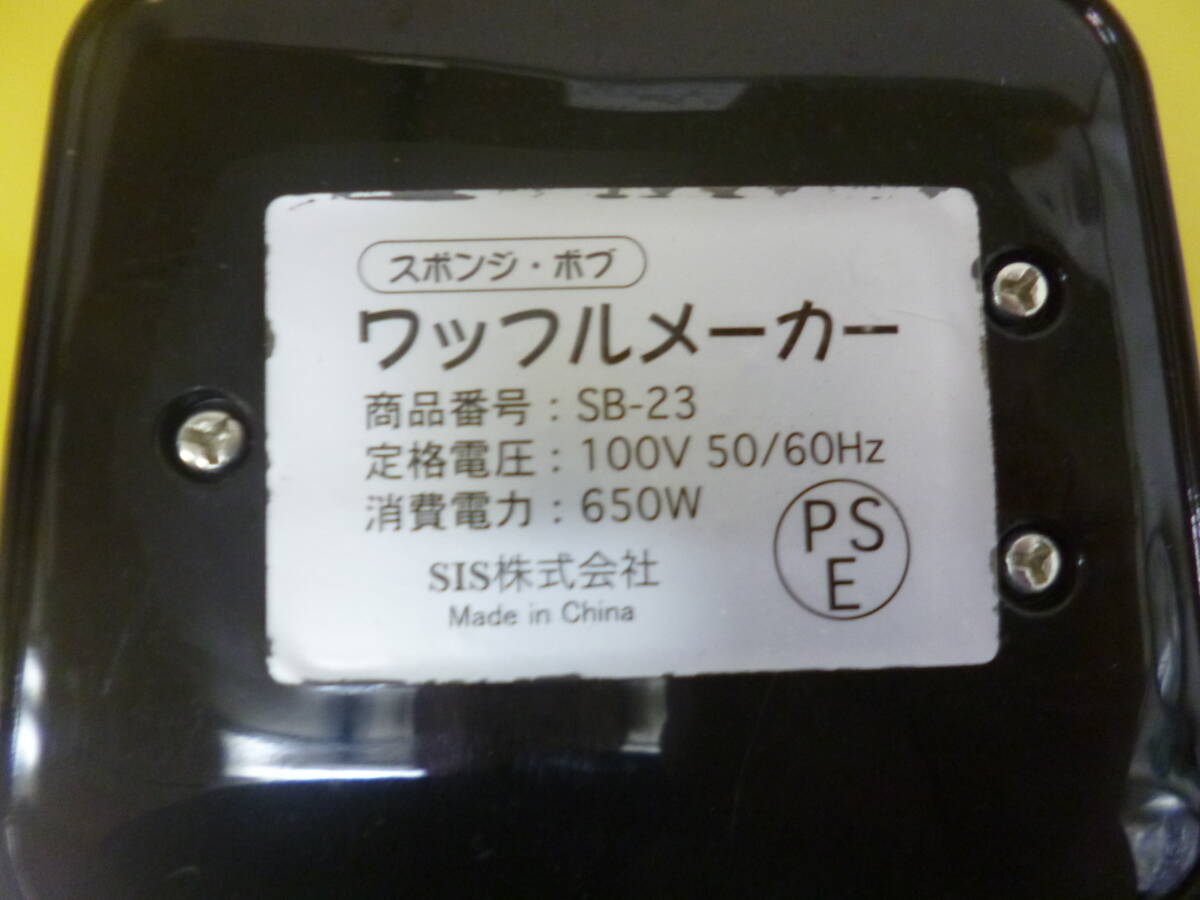 スポンジ・ボブ
ワッフルメーカー
商品番号：SB-23
定格電圧：100V 50/60Hz
消費電力：650W
PS
E
SIS株式会社
Made in China